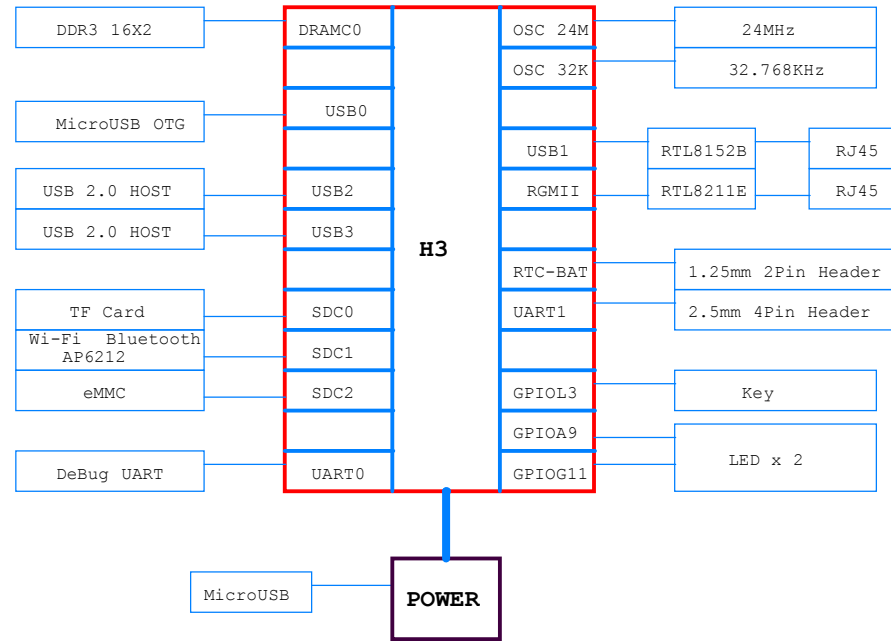 DDR3 16X2
DRAMC0
OSC 24M
24MHz
OSC 32K
32.768KHz
MicroUSB OTG
USB0
USB1
RTL8152B
RJ45
USB 2.0 HOST
USB2
RGMII
RTL8211E
RJ45
USB 2.0 HOST
USB3
H3
RTC-BAT
1.25mm 2Pin Header
TF Card
SDC0
UART1
2.5mm 4Pin Header
Wi-Fi Bluetooth
AP6212
SDC1
eMMC
SDC2
GPIOL3
Key
GPIOA9
LED x 2
DeBug UART
UART0
GPIOG11
MicroUSB
POWER